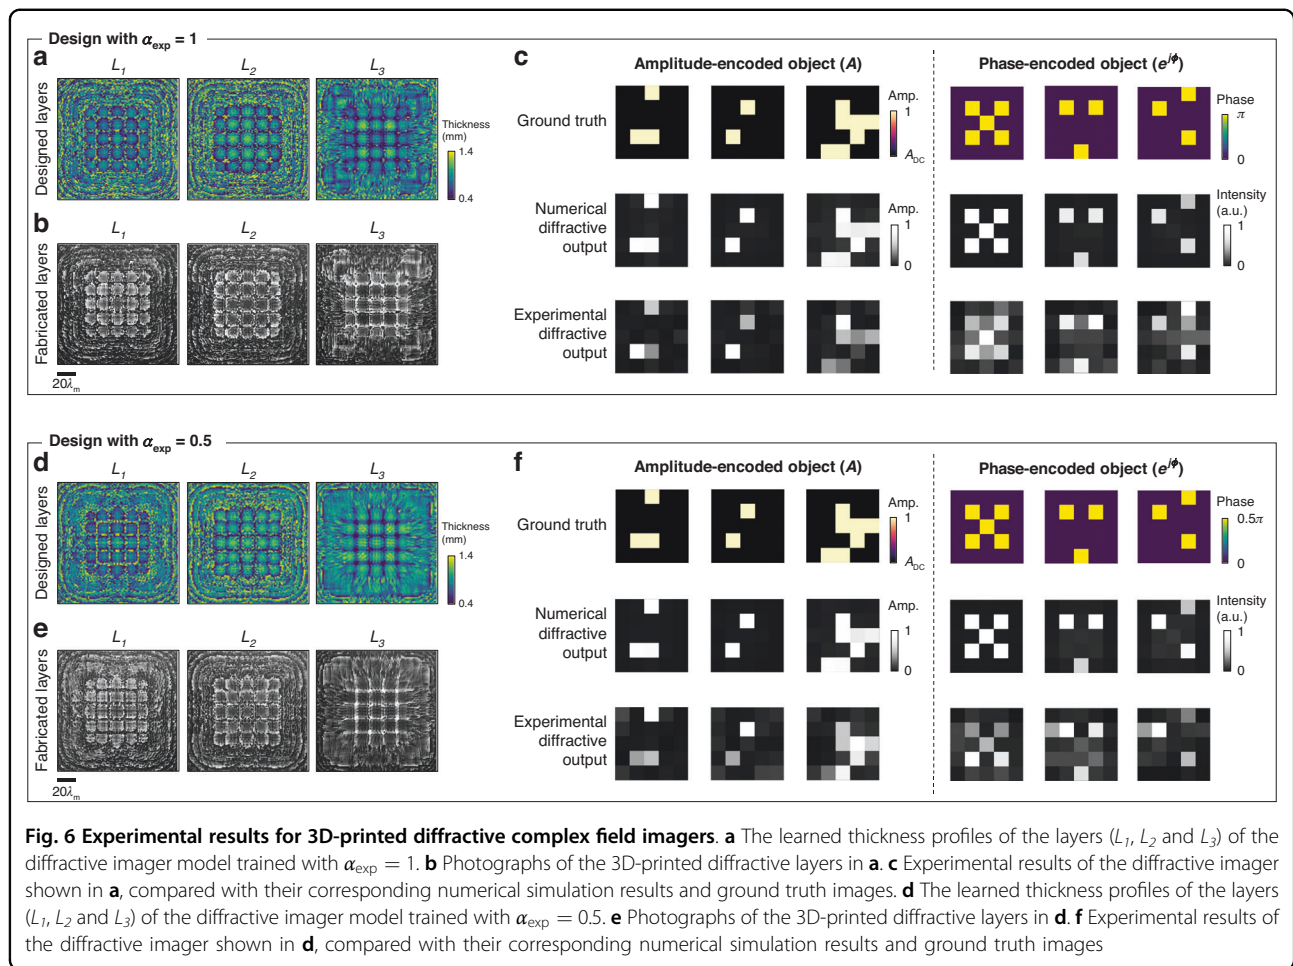 Design with α_exp = 1
a
L₁ L₂ L₃
Designed layers
Thickness
(mm)
1.4
0.4
b
L₁ L₂ L₃
Fabricated layers
20λ_m
c
Amplitude-encoded object (A)
Phase-encoded object (e^jϕ)
Ground truth
Amp.
1
A_DC
Phase
π
0
Numerical
diffractive
output
Amp.
1
0
Intensity
(a.u.)
1
0
Experimental
diffractive
output
Design with α_exp = 0.5
d
L₁ L₂ L₃
Designed layers
Thickness
(mm)
1.4
0.4
e
L₁ L₂ L₃
Fabricated layers
20λ_m
f
Amplitude-encoded object (A)
Phase-encoded object (e^jϕ)
Ground truth
Amp.
1
A_DC
Phase
0.5π
0
Numerical
diffractive
output
Amp.
1
0
Intensity
(a.u.)
1
0
Experimental
diffractive
output
Fig. 6 Experimental results for 3D-printed diffractive complex field imagers. a The learned thickness profiles of the layers (L₁, L₂ and L₃) of the
diffractive imager model trained with α_exp = 1. b Photographs of the 3D-printed diffractive layers in a. c Experimental results of the diffractive imager
shown in a, compared with their corresponding numerical simulation results and ground truth images. d The learned thickness profiles of the layers
(L₁, L₂ and L₃) of the diffractive imager model trained with α_exp = 0.5. e Photographs of the 3D-printed diffractive layers in d. f Experimental results of
the diffractive imager shown in d, compared with their corresponding numerical simulation results and ground truth images